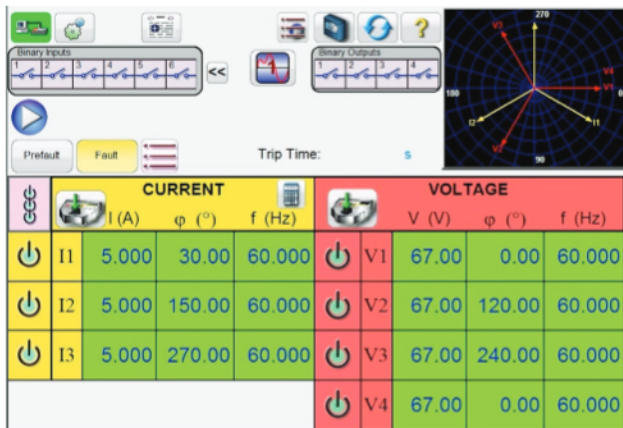 ?
270
Binary Inputs
Binary Outputs
1 2 3 4 5 6
<<
1 2 3 4
V3
V4
V1
180
0
I2
I1
V2
90
Prefault
Fault
Trip Time:
s
CURRENT
VOLTAGE
I (A) φ (°) f (Hz)
V (V) φ (°) f (Hz)
I1 5.000 30.00 60.000 V1 67.00 0.00 60.000
I2 5.000 150.00 60.000 V2 67.00 120.00 60.000
I3 5.000 270.00 60.000 V3 67.00 240.00 60.000
V4 67.00 0.00 60.000